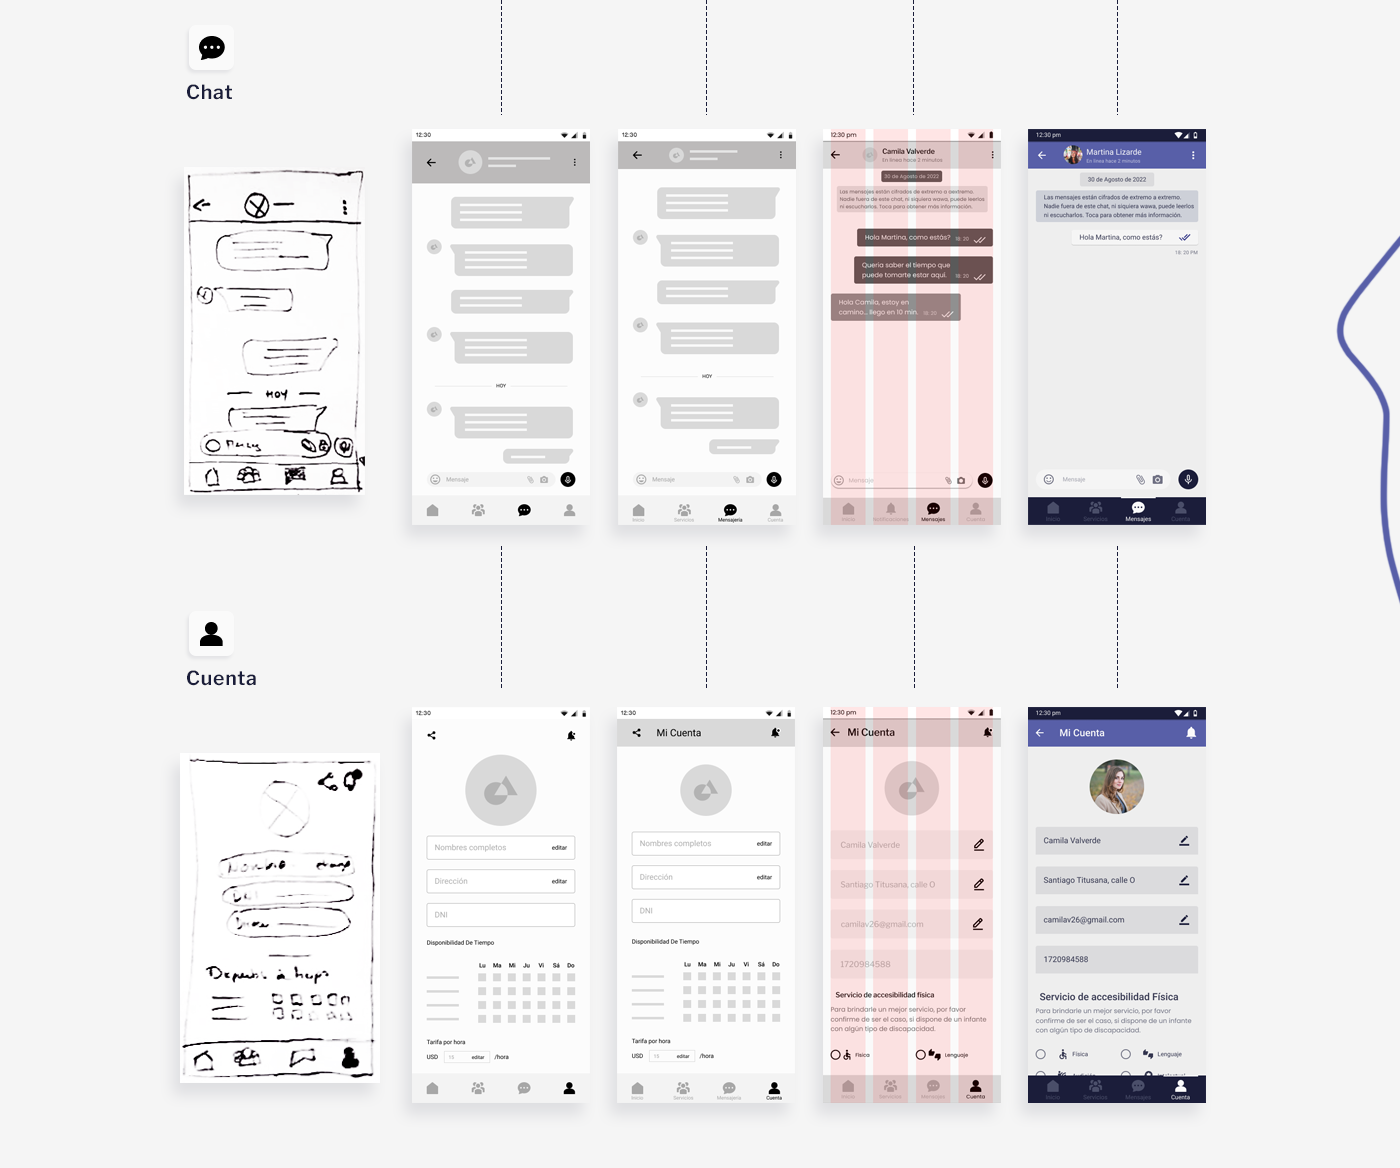 Chat
HOY
12:30
HOY
Mensaje
12:30
HOY
Mensaje
Inicio
Servicios
Mensajería
Cuenta
12:30 pm
Camila Valverde
En línea hace 2 minutos
30 de Agosto de 2022
Las mensajes están cifrados de extremo a oextremo.
Nadie fuera de este chat, ni siquiera wawa, puede leerlos
ni escucharlos. Toca para obtener más información.
Hola Martina, como estás?
18: 20
Queria saber el tiempo que
puede tomarte estar aquí.
18: 20
Hola Camila, estoy en
camino... llego en 10 min.
18: 20
Mensaje
Inicio
Notificaciones
Mensajes
Cuenta
12:30 pm
Martina Lizarde
En línea hace 2 minutos
30 de Agosto de 2022
Las mensajes están cifrados de extremo a extremo.
Nadie fuera de este chat, ni siquiera wawa, puede leerlos
ni escucharlos. Toca para obtener más información.
Hola Martina, como estás?
18: 20 PM
Mensaje
Inicio
Servicios
Mensajes
Cuenta
Cuenta
12:30
Nombres completos
editar
Dirección
editar
DNI
Disponibilidad De Tiempo
Lu Ma Mi Ju Vi Sá Do
Tarifa por hora
USD 15 editar /hora
12:30
Mi Cuenta
Nombres completos
editar
Dirección
editar
DNI
Disponibilidad De Tiempo
Lu Ma Mi Ju Vi Sá Do
Tarifa por hora
USD 15 editar /hora
Inicio
Servicios
Mensajería
Cuenta
12:30 pm
Mi Cuenta
Camila Valverde
Santiago Titusana, calle O
camilav26@gmail.com
1720984588
Servicio de accesibilidad física
Para brindarle un mejor servicio, por favor
confirme de ser el caso, si dispone de un infante
con algún tipo de discapacidad.
Física
Lenguaje
Inicio
Servicios
Mensajes
Cuenta
12:30 pm
Mi Cuenta
Camila Valverde
Santiago Titusana, calle O
camilav26@gmail.com
1720984588
Servicio de accesibilidad Física
Para brindarle un mejor servicio, por favor
confirme de ser el caso, si dispone de un infante
con algún tipo de discapacidad.
Física
Lenguaje
Inicio
Servicios
Mensajes
Cuenta